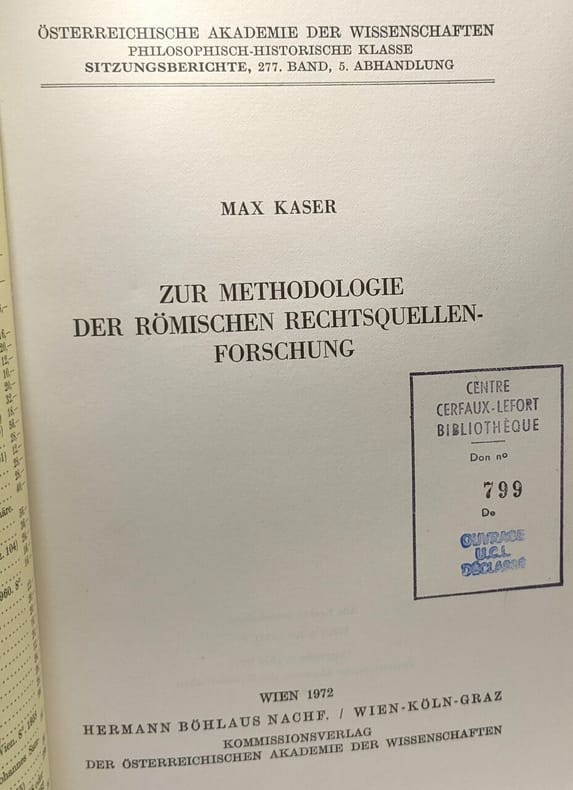 ÖSTERREICHISCHE AKADEMIE DER WISSENSCHAFTEN
PHILOSOPHISCH-HISTORISCHE KLASSE
SITZUNGSBERICHTE, 277. BAND, 5. ABHANDLUNG
MAX KASER
ZUR METHODOLOGIE
DER RÖMISCHEN RECHTSQUELLEN-
FORSCHUNG
CENTRE
CERFAUX-LEFORT
BIBLIOTHÈQUE
Don nº
799
De
OUVRAGE
U.C.L.
DÉCLASSÉ
WIEN 1972
HERMANN BÖHLAUS NACHF. / WIEN-KÖLN-GRAZ
KOMMISSIONSVERLAG
DER ÖSTERREICHISCHEN AKADEMIE DER WISSENSCHAFTEN